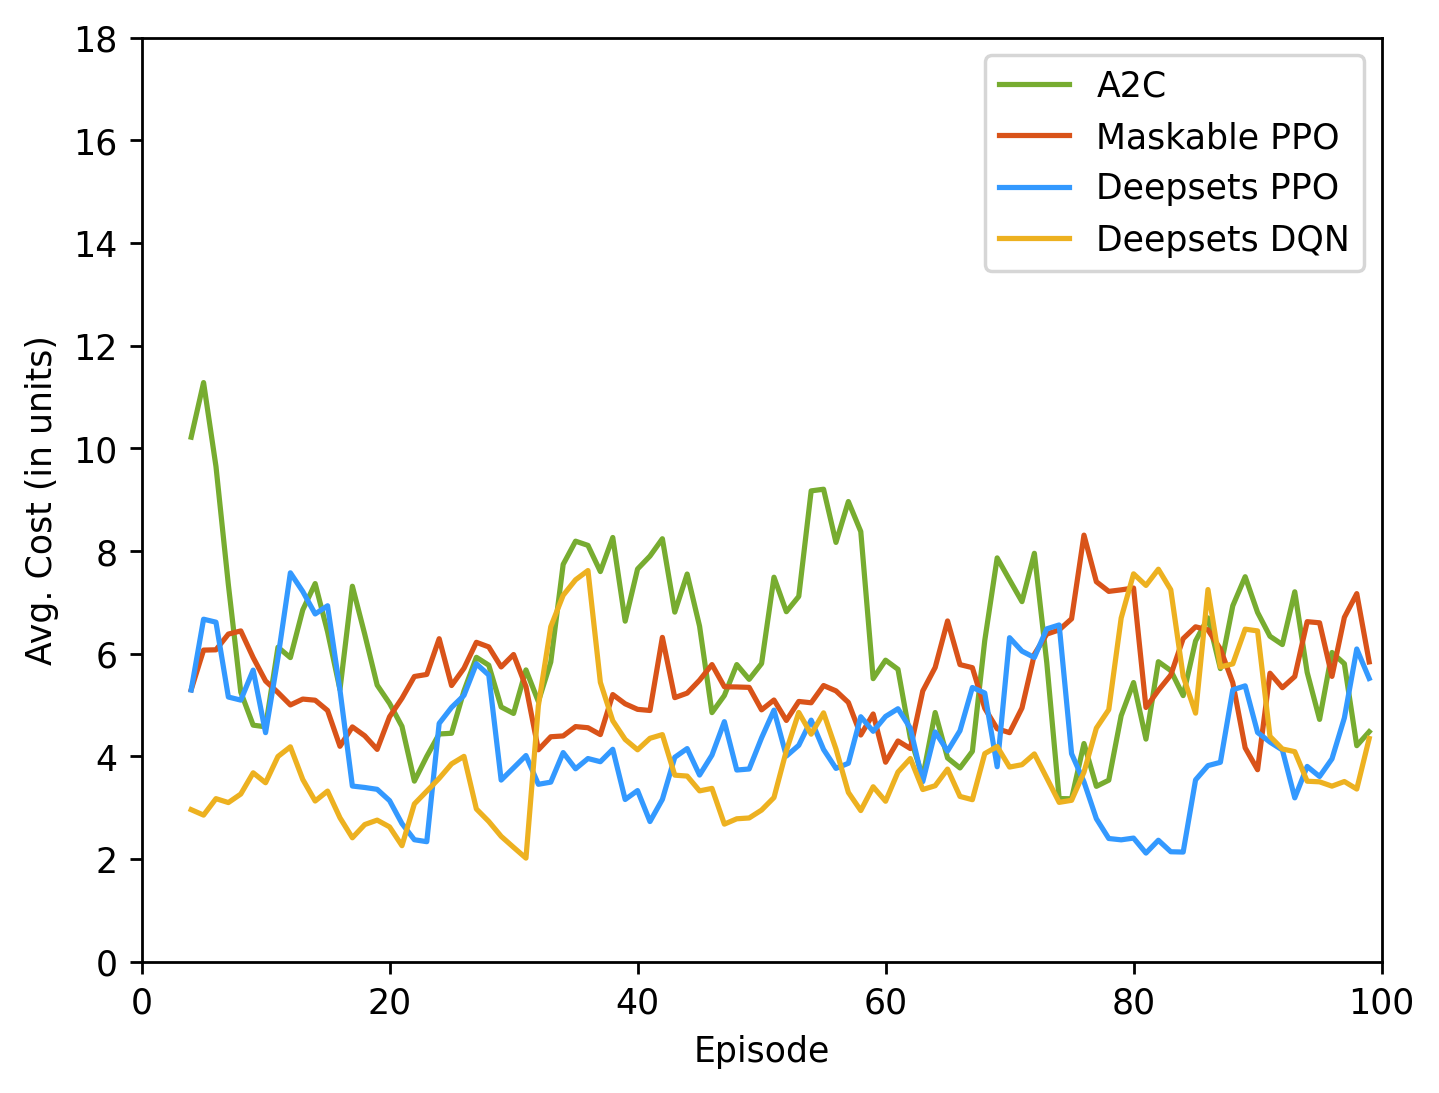 18
16
14
12
10
8
6
4
2
0
Avg. Cost (in units)
A2C
Maskable PPO
Deepsets PPO
Deepsets DQN
0 20 40 60 80 100
Episode